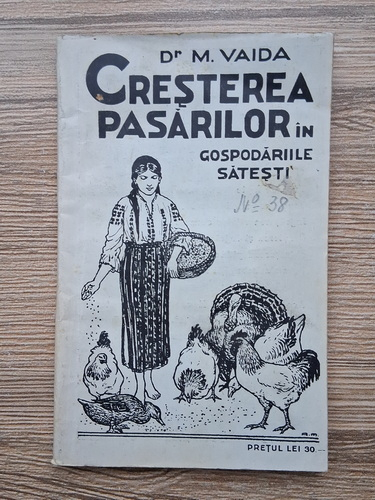 Dr M. VAIDA
CREȘTEREA
PASĂRILOR în
GOSPODĂRIILE
SĂTEȘTI
No 38
M.M
PREȚUL LEI 30